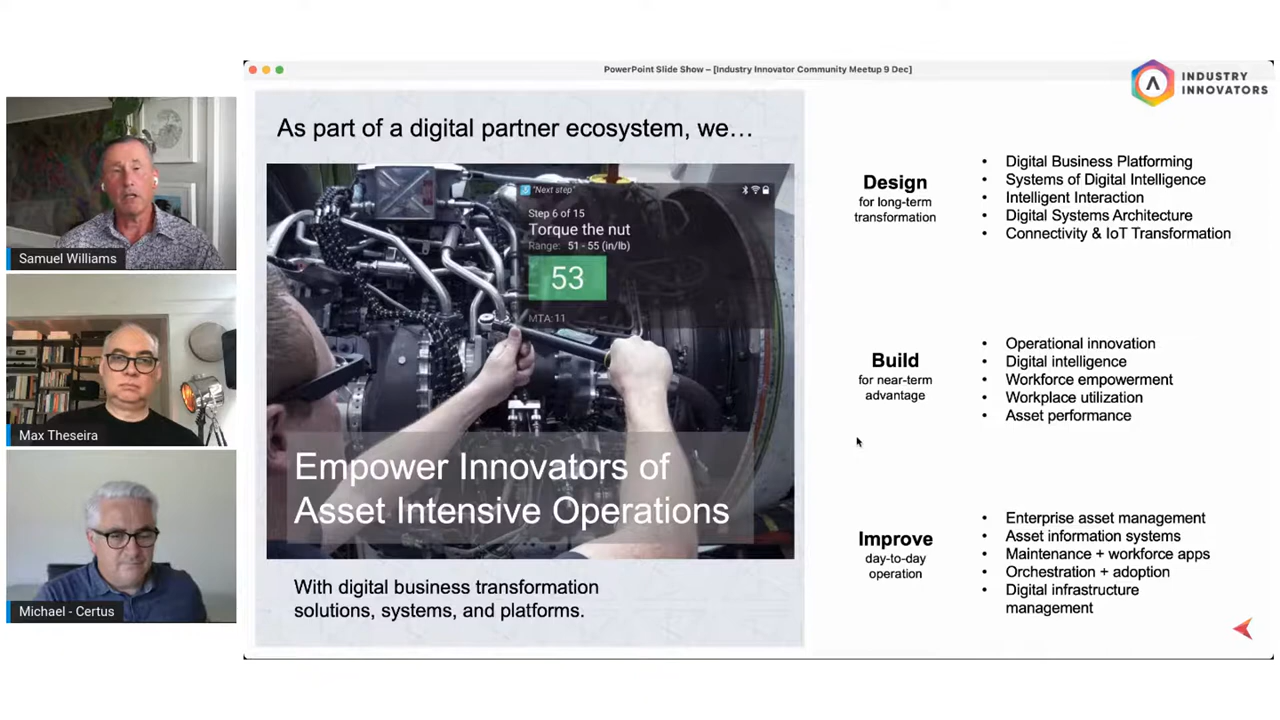 PowerPoint Slide Show – [Industry Innovator Community Meetup 9 Dec]
INDUSTRY
INNOVATORS
Samuel Williams
Max Theseira
Michael - Certus
As part of a digital partner ecosystem, we…
"Next step"
Step 6 of 15
Torque the nut
Range: 51 - 55 (in/lb)
53
MTA: 11
Empower Innovators of
Asset Intensive Operations
With digital business transformation
solutions, systems, and platforms.
Design
for long-term
transformation
• Digital Business Platforming
• Systems of Digital Intelligence
• Intelligent Interaction
• Digital Systems Architecture
• Connectivity & IoT Transformation
Build
for near-term
advantage
• Operational innovation
• Digital intelligence
• Workforce empowerment
• Workplace utilization
• Asset performance
Improve
day-to-day
operation
• Enterprise asset management
• Asset information systems
• Maintenance + workforce apps
• Orchestration + adoption
• Digital infrastructure
management